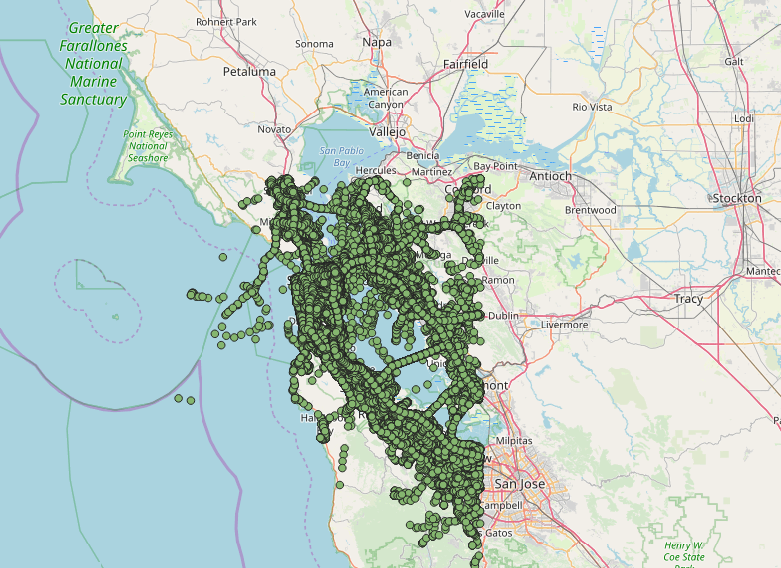 Vacaville
Rohnert Park
Greater
Farallones
National
Marine
Sanctuary
Sonoma
Napa
Fairfield
Galt
Petaluma
American
Canyon
Rio Vista
Lodi
Point Reyes
National
Seashore
Novato
Vallejo
San Pablo
Bay
Benicia
Hercules
Martinez
Bay Point
Antioch
Stockton
Clayton
Brentwood
Ramon
Manteca
Tracy
Dublin
Livermore
mont
Milpitas
San Jose
Campbell
s Gatos
Henry W.
Coe State